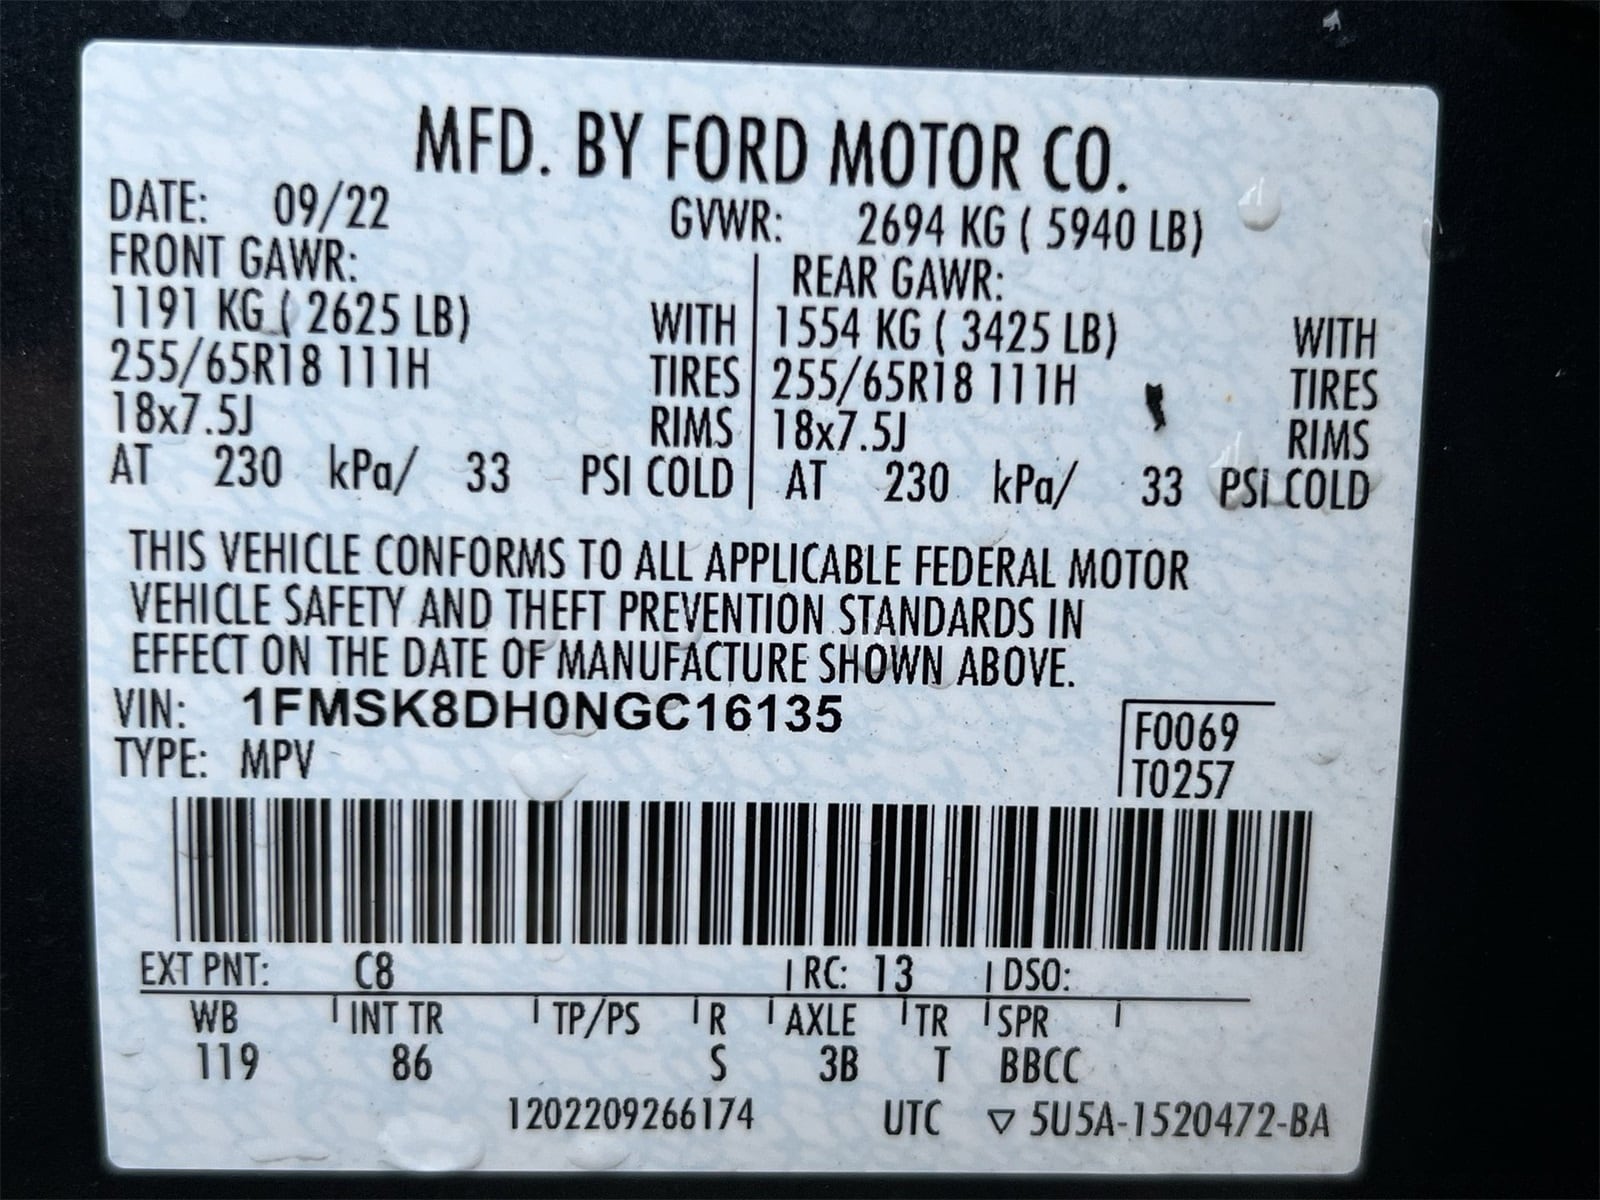 MFD. BY FORD MOTOR CO.
DATE: 09/22 GVWR: 2694 KG ( 5940 LB)
FRONT GAWR: REAR GAWR:
1191 KG ( 2625 LB) WITH 1554 KG ( 3425 LB) WITH
255/65R18 111H TIRES 255/65R18 111H TIRES
18x7.5J RIMS 18x7.5J RIMS
AT 230 kPa/ 33 PSI COLD AT 230 kPa/ 33 PSI COLD
THIS VEHICLE CONFORMS TO ALL APPLICABLE FEDERAL MOTOR
VEHICLE SAFETY AND THEFT PREVENTION STANDARDS IN
EFFECT ON THE DATE OF MANUFACTURE SHOWN ABOVE.
VIN: 1FMSK8DH0NGC16135 F0069
TYPE: MPV T0257
EXT PNT: C8 RC: 13 DSO:
WB INT TR TP/PS R AXLE TR SPR
119 86 S 3B T BBCC
1202209266174 UTC ▽ 5U5A-1520472-BA